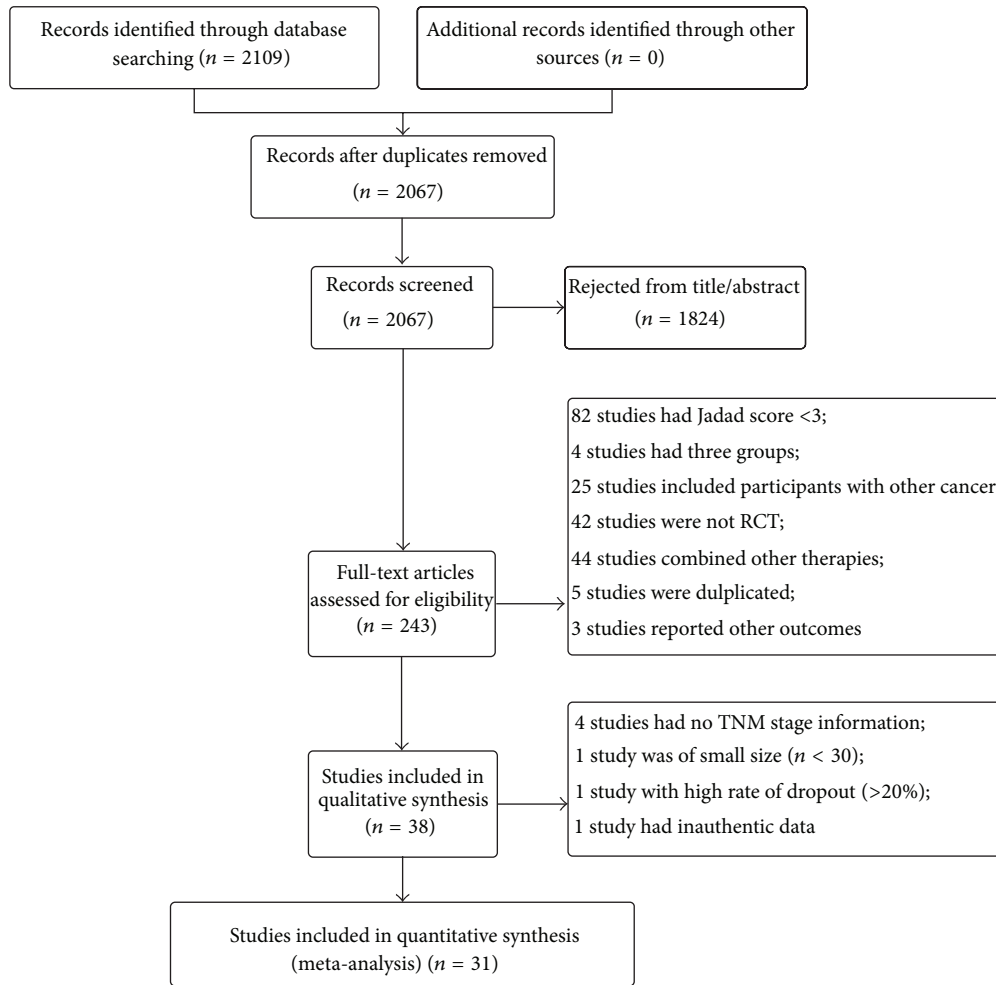 Records identified through database
searching (n = 2109)
Additional records identified through other
sources (n = 0)
Records after duplicates removed
(n = 2067)
Records screened
(n = 2067)
Rejected from title/abstract
(n = 1824)
Full-text articles
assessed for eligibility
(n = 243)
82 studies had Jadad score <3;
4 studies had three groups;
25 studies included participants with other cancer
42 studies were not RCT;
44 studies combined other therapies;
5 studies were dulplicated;
3 studies reported other outcomes
Studies included in
qualitative synthesis
(n = 38)
4 studies had no TNM stage information;
1 study was of small size (n < 30);
1 study with high rate of dropout (>20%);
1 study had inauthentic data
Studies included in quantitative synthesis
(meta-analysis) (n = 31)